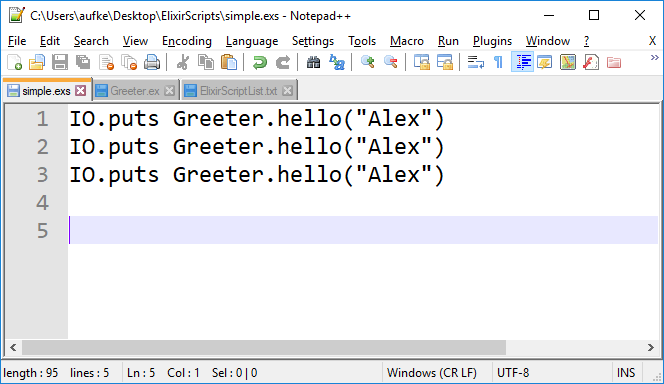 C:\Users\aufke\Desktop\ElixirScripts\simple.exs - Notepad++
File Edit Search View Encoding Language Settings Tools Macro Run Plugins Window ? X
simple.exs Greeter.ex ElixirScriptList.txt
1 IO.puts Greeter.hello("Alex")
2 IO.puts Greeter.hello("Alex")
3 IO.puts Greeter.hello("Alex")
4
5
length : 95 lines : 5 Ln : 5 Col : 1 Sel : 0 | 0 Windows (CR LF) UTF-8 INS